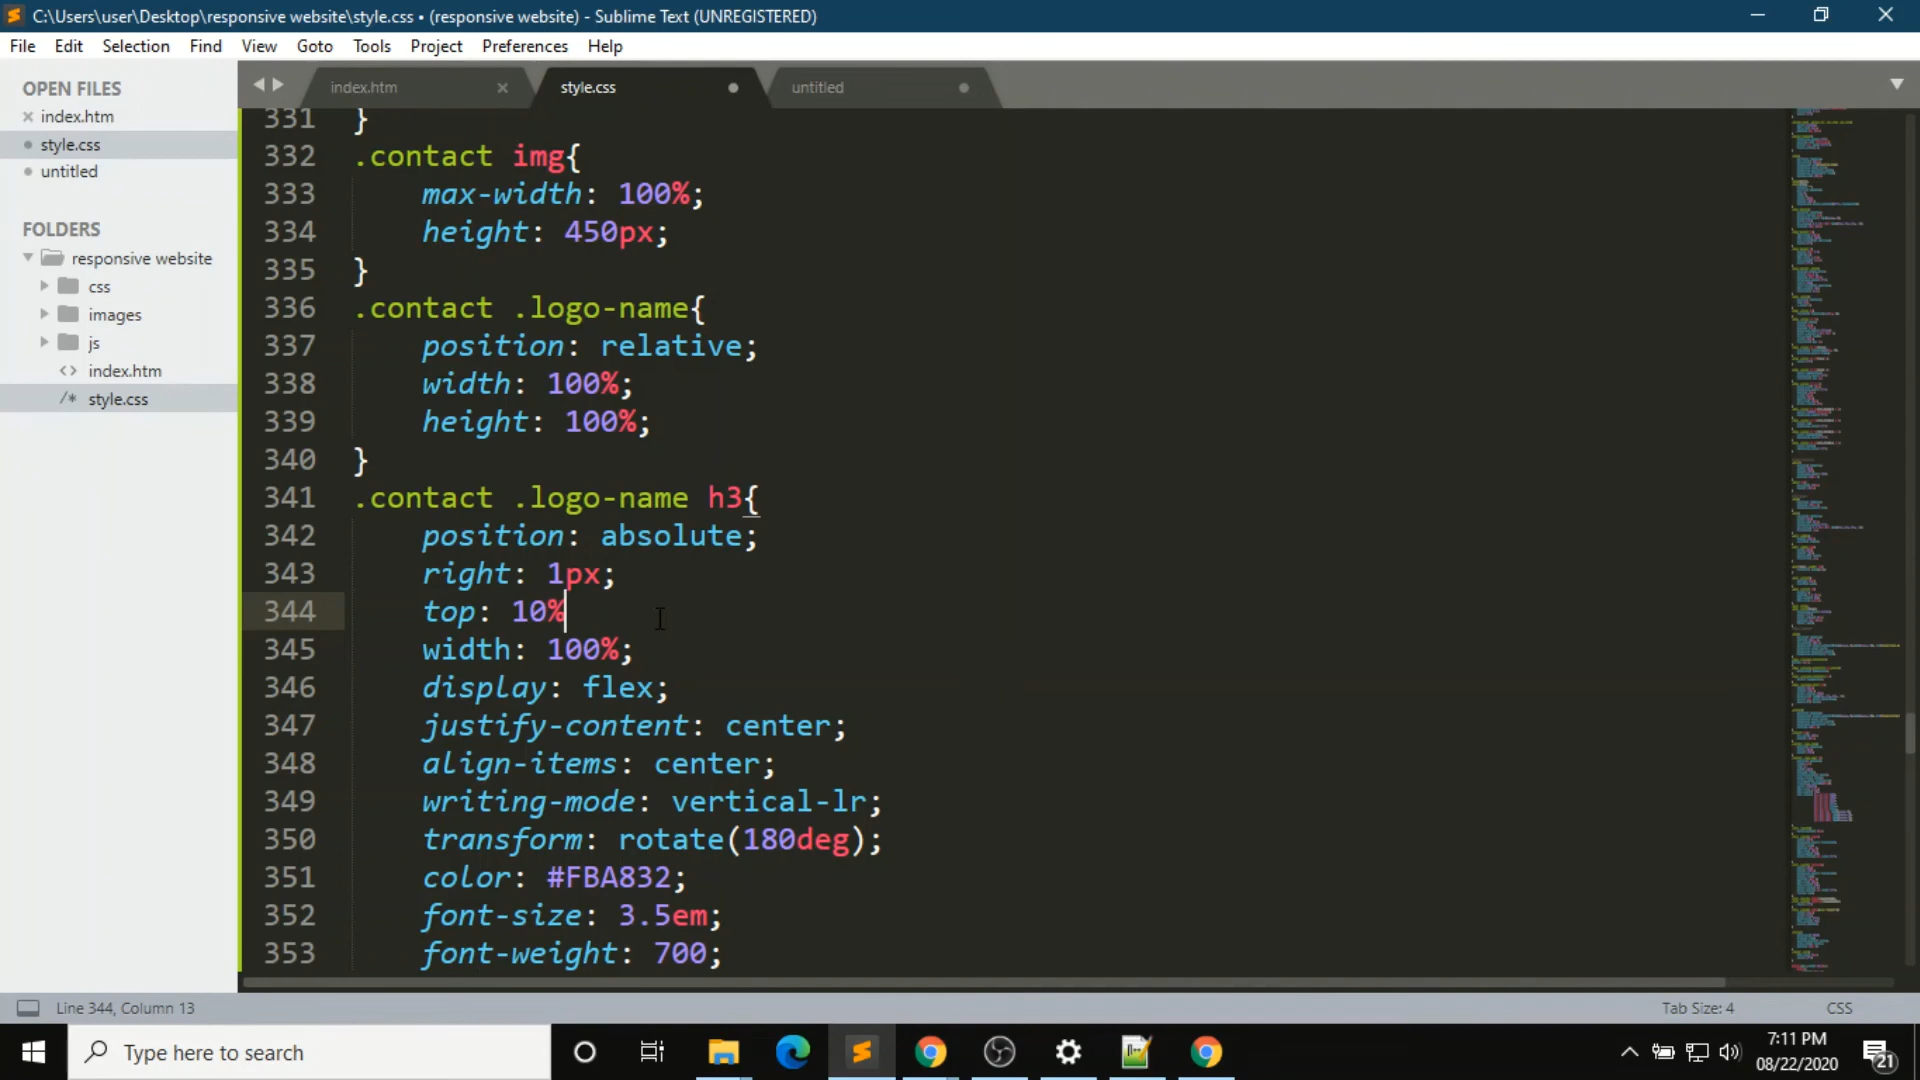 C:\Users\user\Desktop\responsive website\style.css • (responsive website) - Sublime Text (UNREGISTERED)
File Edit Selection Find View Goto Tools Project Preferences Help
OPEN FILES
index.htm
style.css
untitled
FOLDERS
responsive website
css
images
js
<> index.htm
/* style.css
index.htm style.css untitled
331 }
332 .contact img{
333 max-width: 100%;
334 height: 450px;
335 }
336 .contact .logo-name{
337 position: relative;
338 width: 100%;
339 height: 100%;
340 }
341 .contact .logo-name h3{
342 position: absolute;
343 right: 1px;
344 top: 10%
345 width: 100%;
346 display: flex;
347 justify-content: center;
348 align-items: center;
349 writing-mode: vertical-lr;
350 transform: rotate(180deg);
351 color: #FBA832;
352 font-size: 3.5em;
353 font-weight: 700;
Line 344, Column 13
Tab Size: 4
CSS
Type here to search
7:11 PM
08/22/2020
21